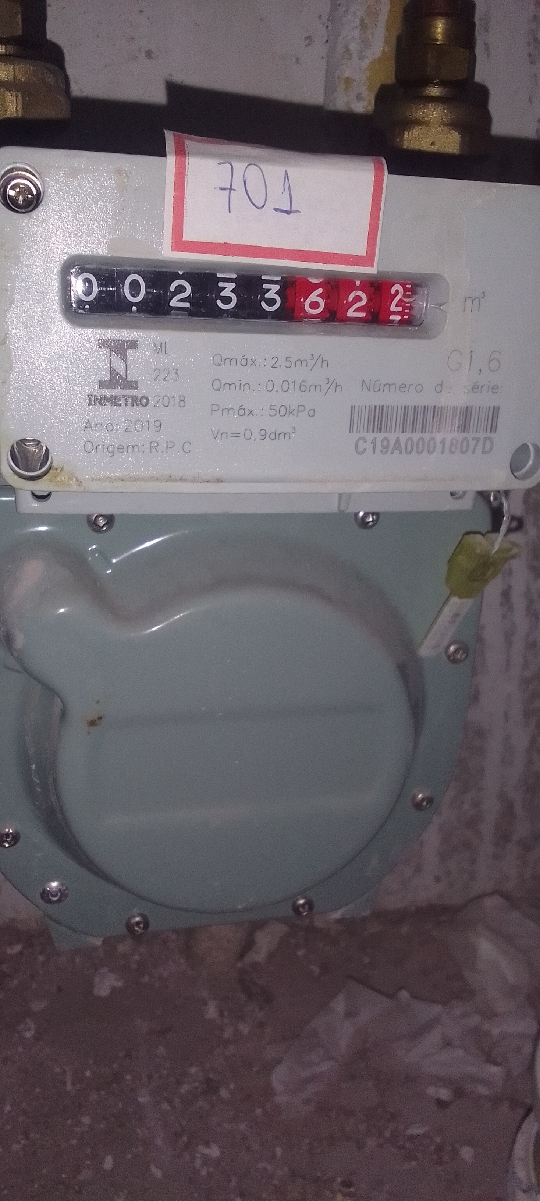 701
00233622 m³
G1,6
ML
223
INMETRO 2018
Ano: 2019
Origem: R.P.C
Qmáx.: 2.5m³/h
Qmin.: 0.016m³/h
Pmáx.: 50kPa
Vn=0,9dm³
Número de série:
C19A0001807D